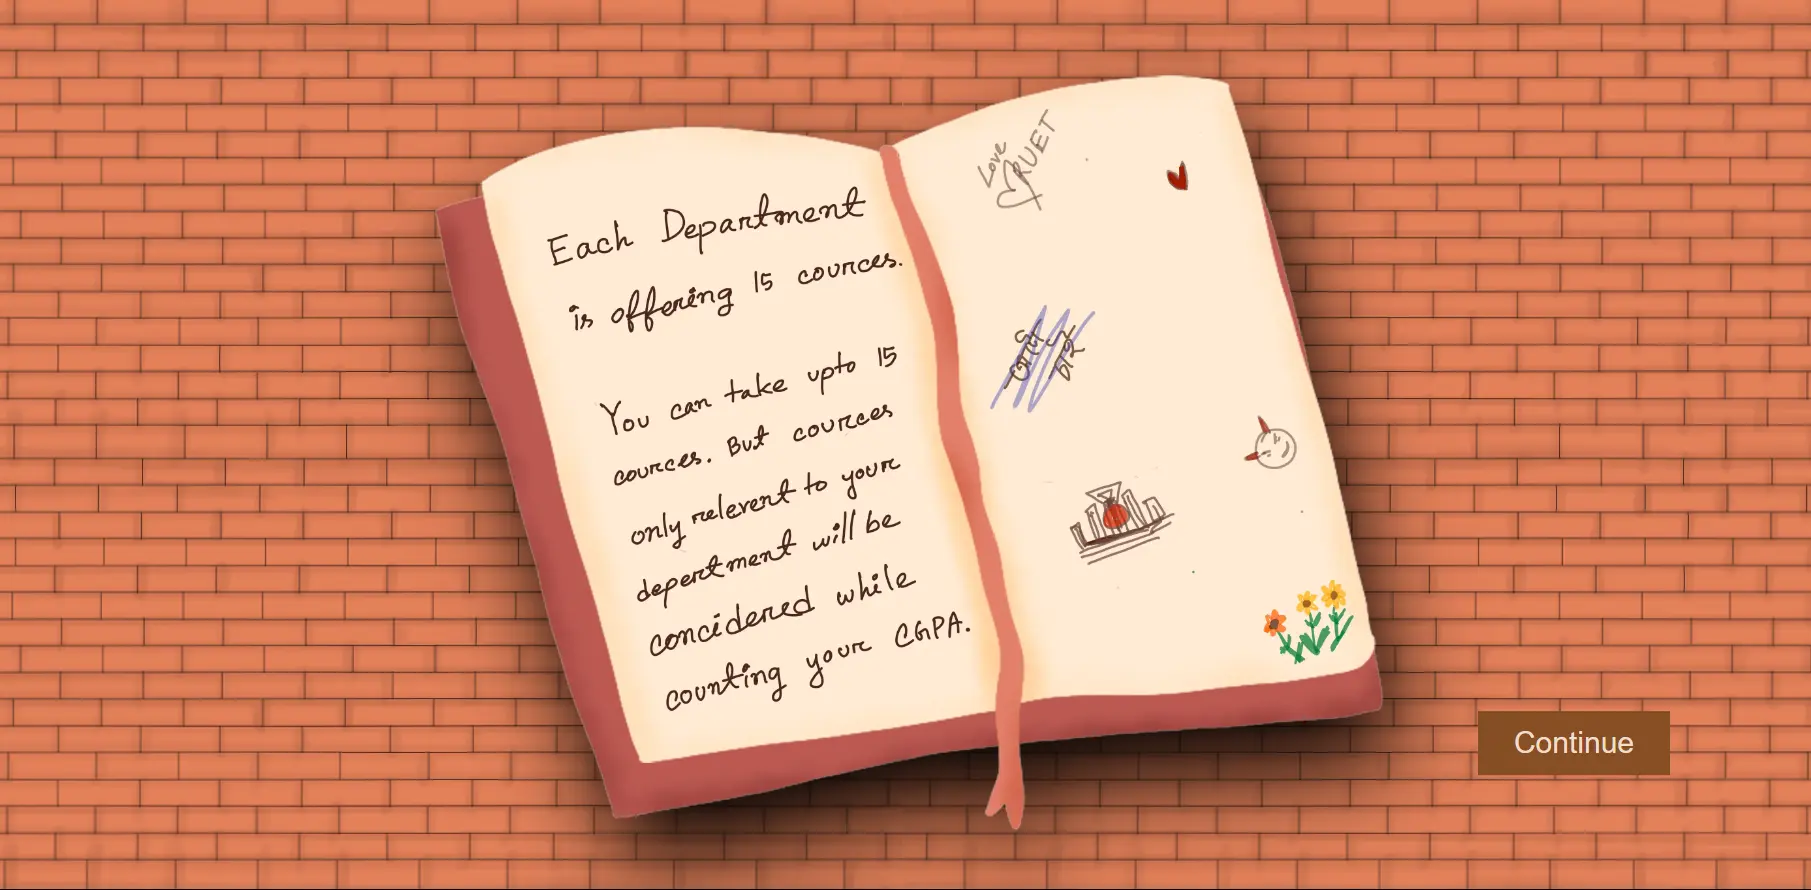 Each Department
is offering 15 cources.
You can take upto 15
cources. But cources
only relevent to your
depertment will be
concidered while
counting your CGPA.
Love
RUET
Continue